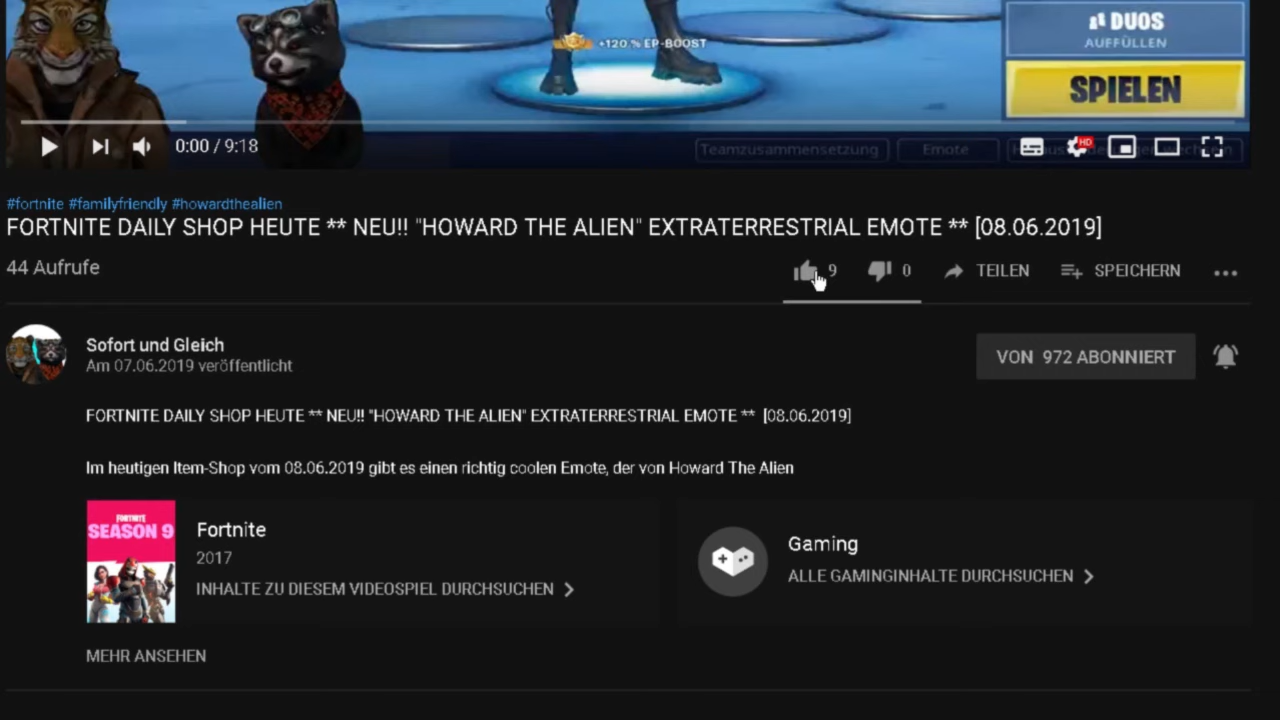 DUOS
AUFFÜLLEN
+120 % EP-BOOST
SPIELEN
0:00 / 9:18
Teamzusammensetzung
Emote
HD
#fortnite #familyfriendly #howardthealien
FORTNITE DAILY SHOP HEUTE ** NEU!! "HOWARD THE ALIEN" EXTRATERRESTRIAL EMOTE ** [08.06.2019]
44 Aufrufe
9
0
TEILEN
SPEICHERN
Sofort und Gleich
Am 07.06.2019 veröffentlicht
VON 972 ABONNIERT
FORTNITE DAILY SHOP HEUTE ** NEU!! "HOWARD THE ALIEN" EXTRATERRESTRIAL EMOTE ** [08.06.2019]
Im heutigen Item-Shop vom 08.06.2019 gibt es einen richtig coolen Emote, der von Howard The Alien
FORTNITE
SEASON 9
Fortnite
2017
INHALTE ZU DIESEM VIDEOSPIEL DURCHSUCHEN
Gaming
ALLE GAMINGINHALTE DURCHSUCHEN
MEHR ANSEHEN